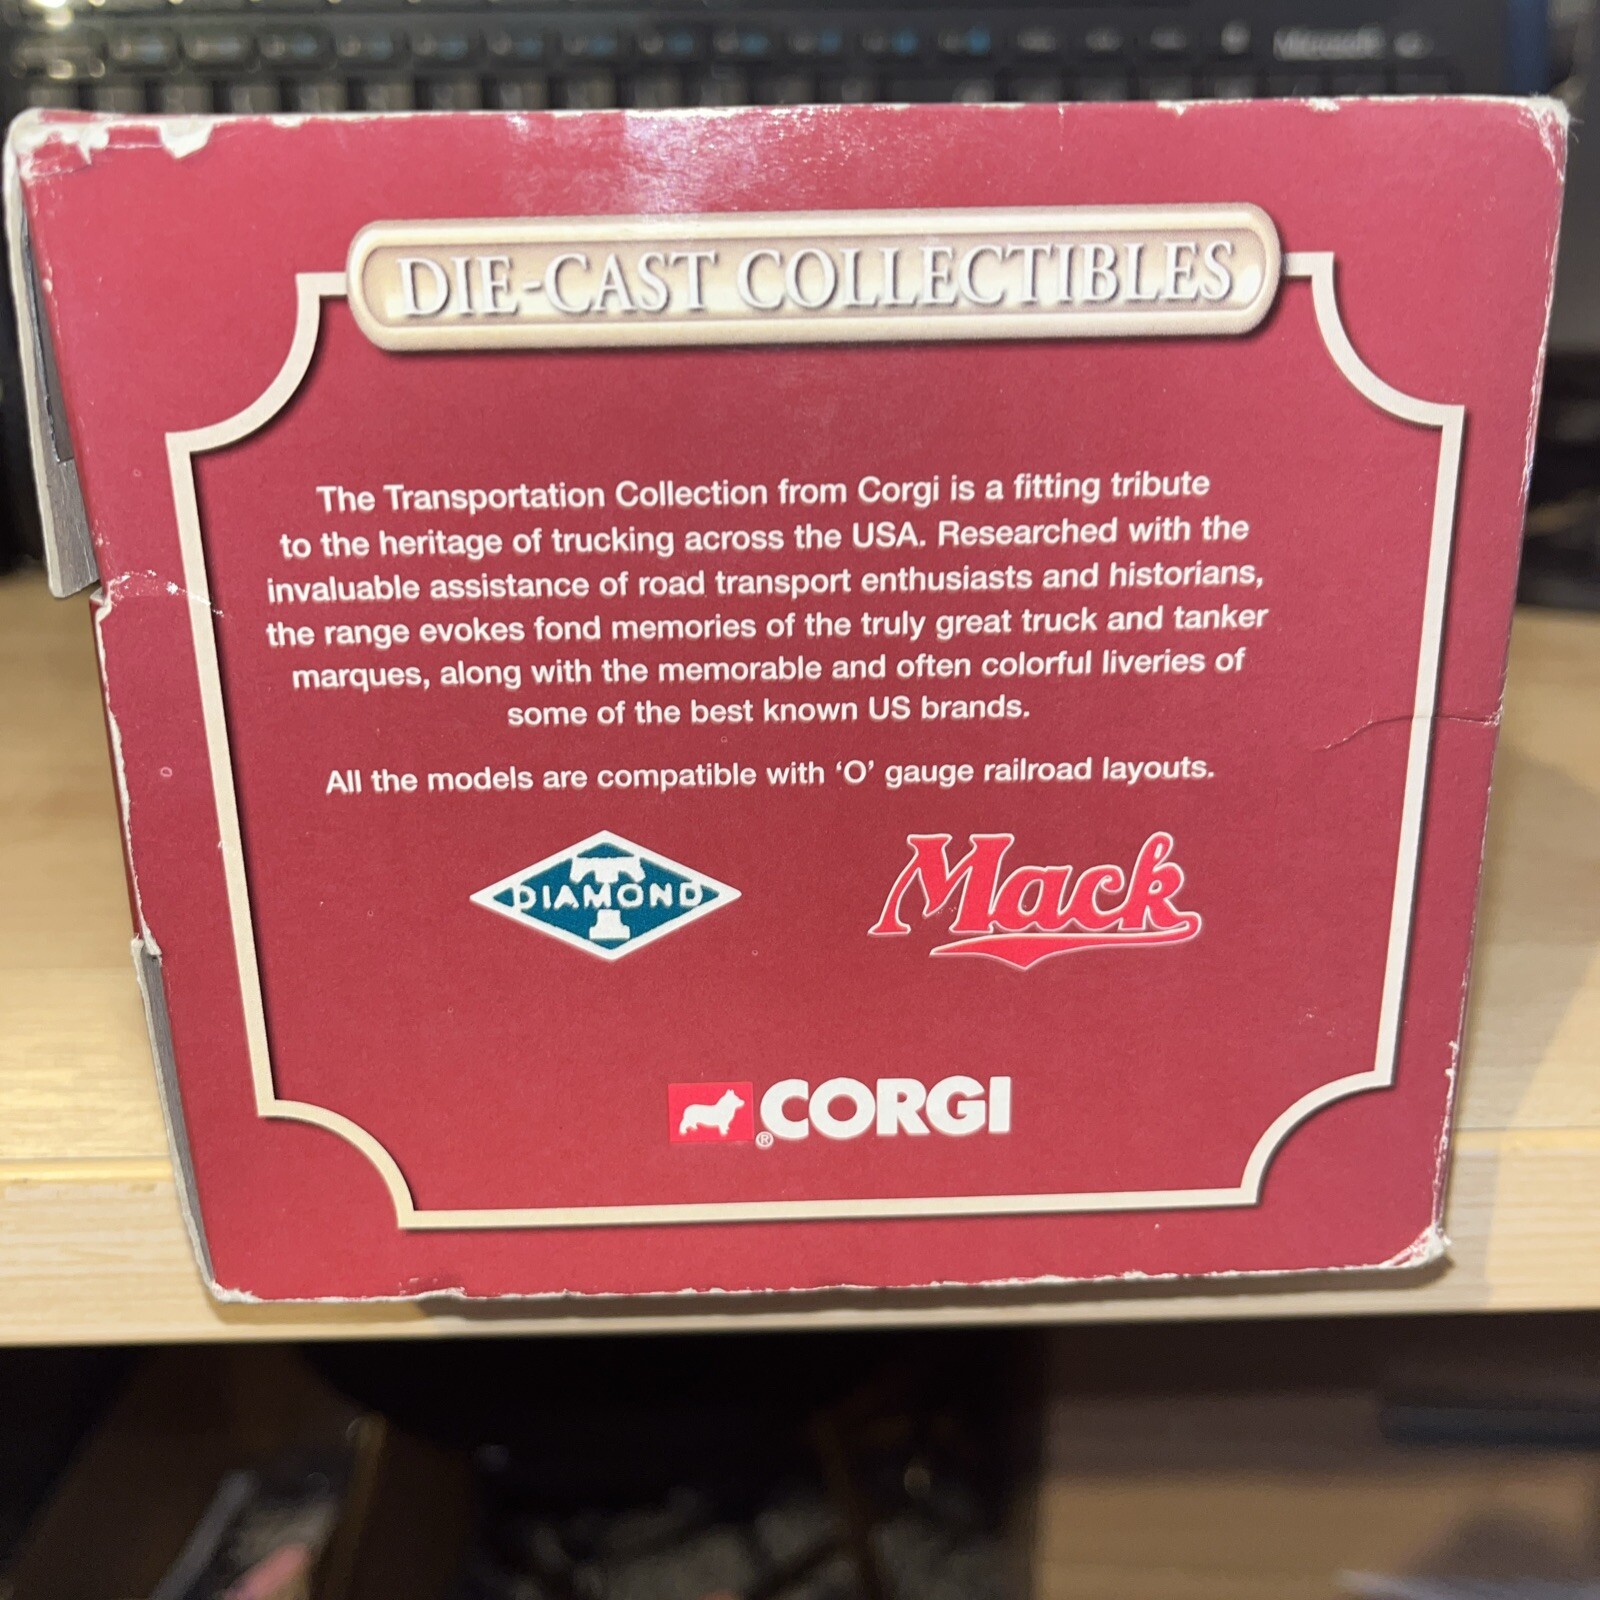 Microsoft
DIE-CAST COLLECTIBLES
The Transportation Collection from Corgi is a fitting tribute
to the heritage of trucking across the USA. Researched with the
invaluable assistance of road transport enthusiasts and historians,
the range evokes fond memories of the truly great truck and tanker
marques, along with the memorable and often colorful liveries of
some of the best known US brands.
All the models are compatible with ‘O’ gauge railroad layouts.
DIAMOND T
Mack
®CORGI